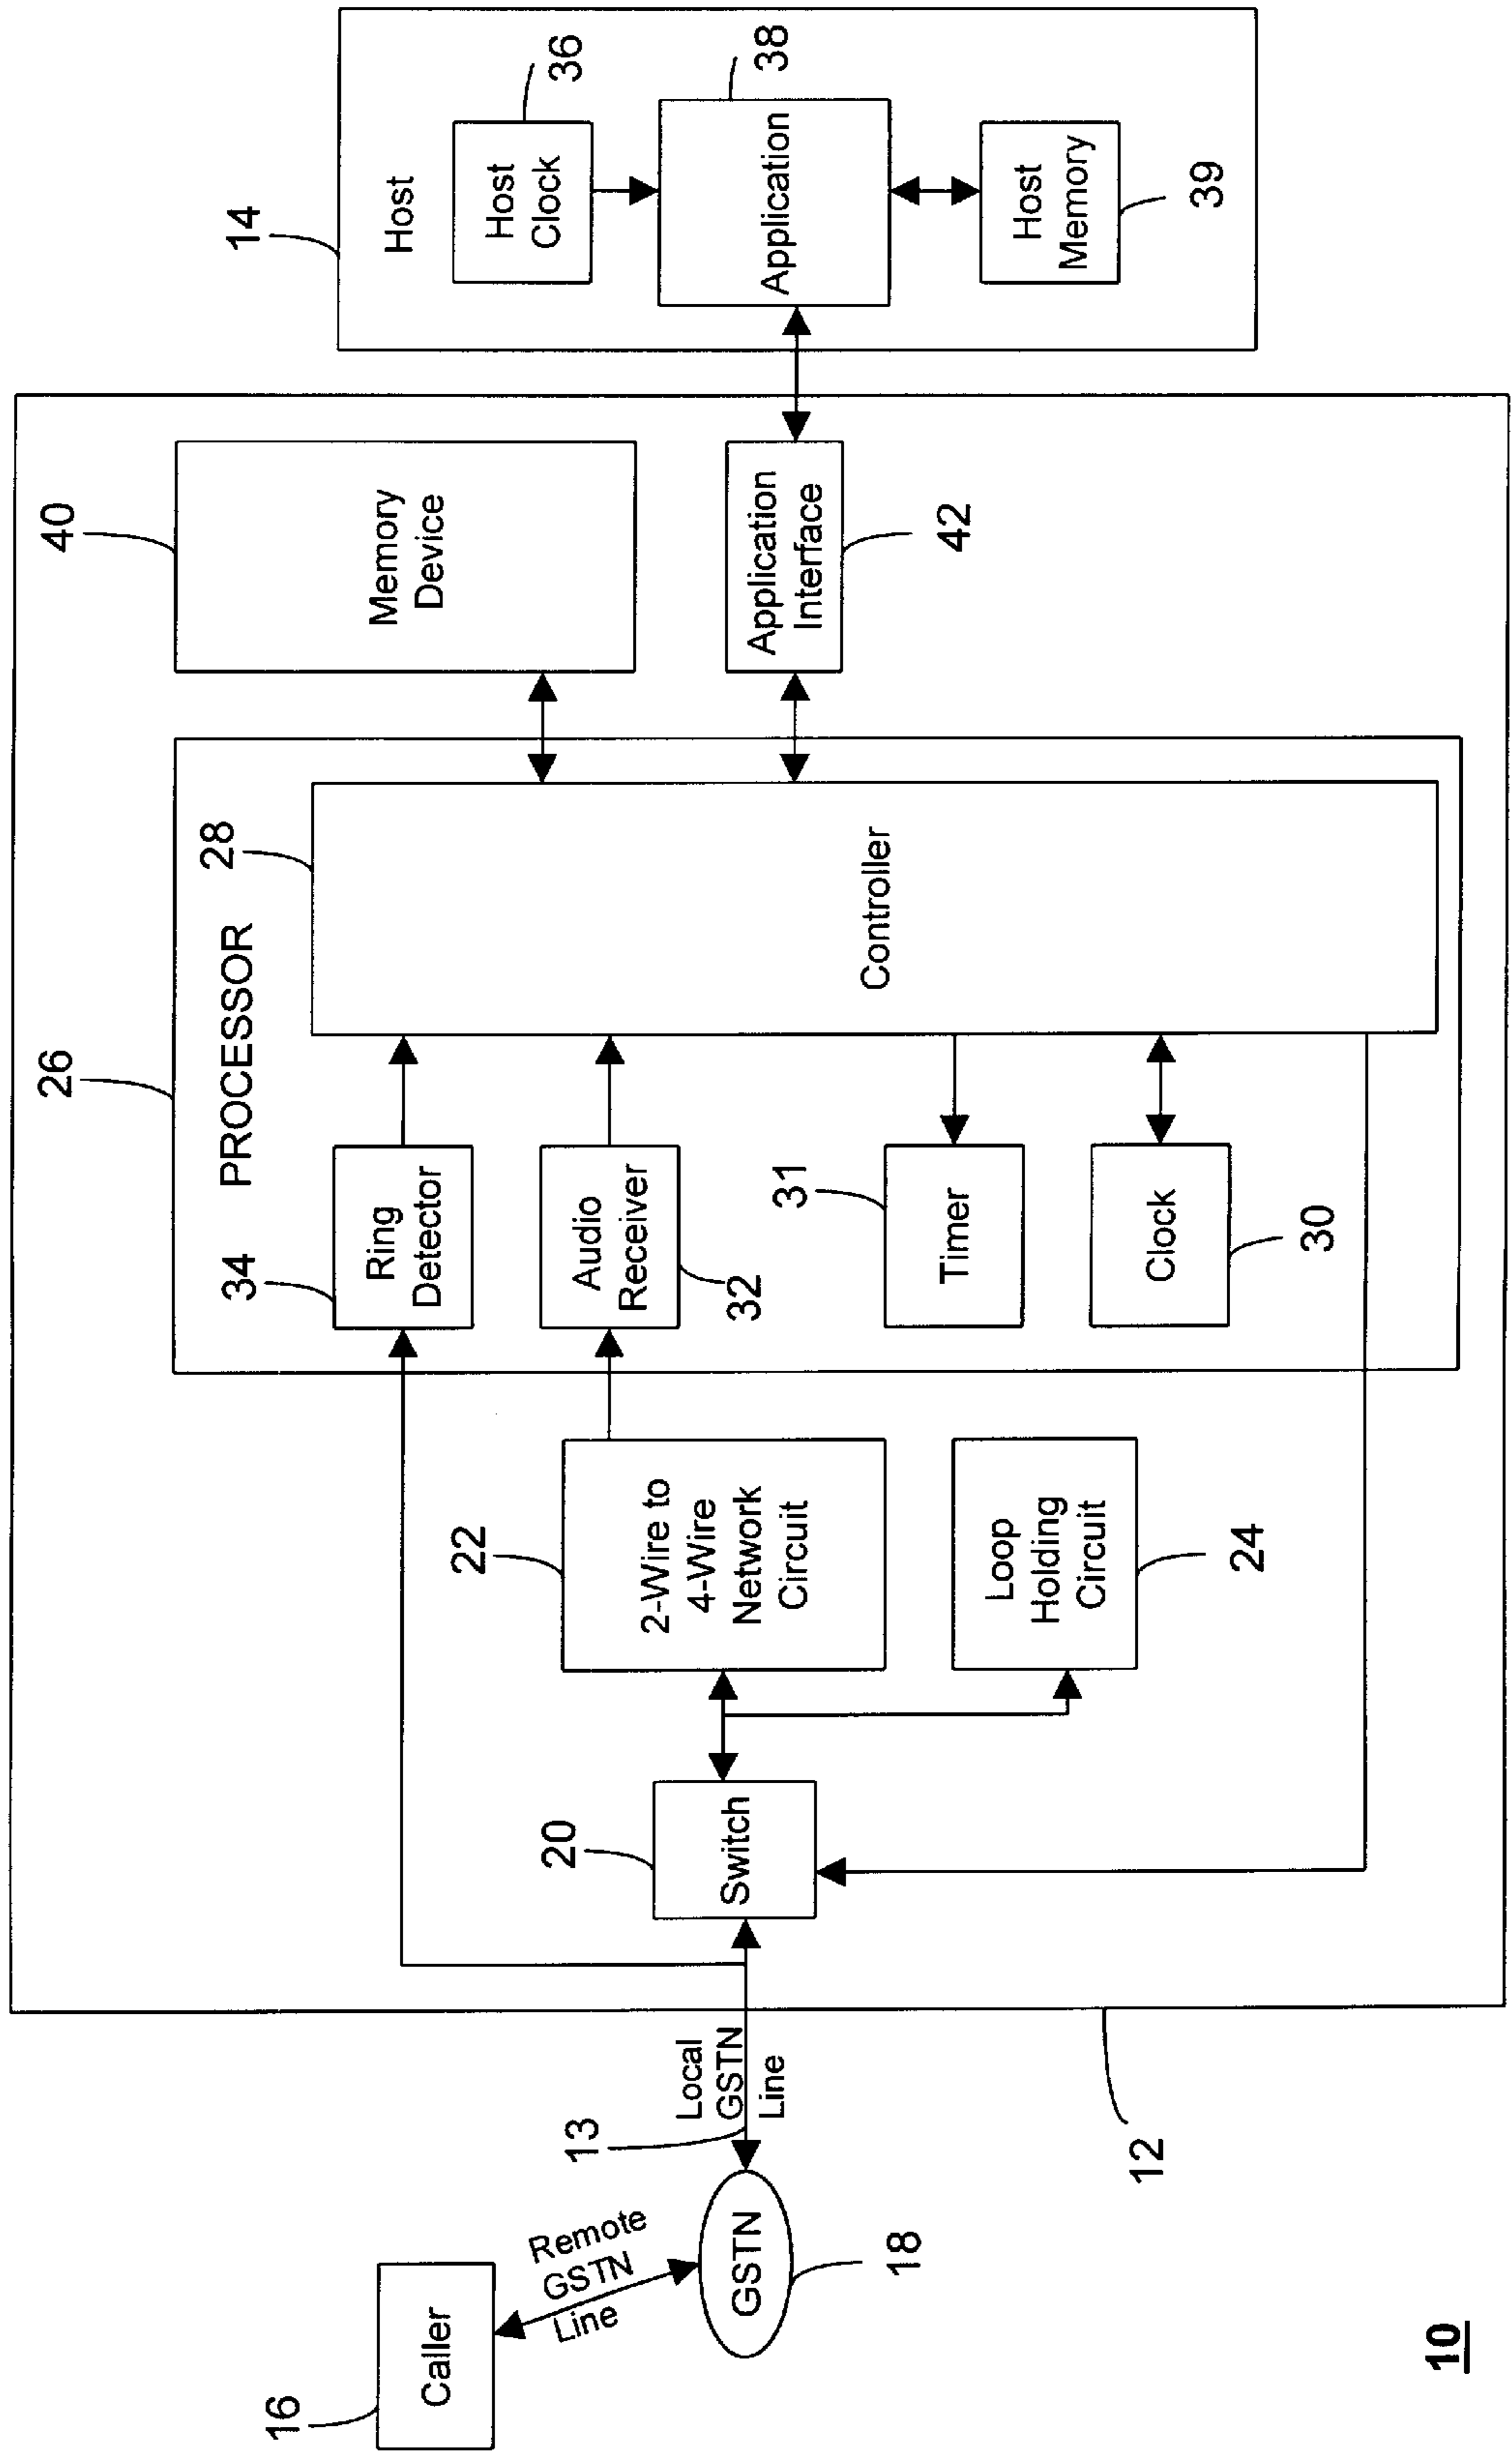 16
Caller
Remote
GSTN
Line
GSTN
18
13
Local
GSTN
Line
12
20
Switch
22
2-Wire to
4-Wire
Network
Circuit
Loop
Holding
Circuit
24
26
PROCESSOR
34
Ring
Detector
Audio
Receiver
32
31
Timer
Clock
30
28
Controller
40
Memory
Device
Application
Interface
42
14
Host
Host
Clock
36
Application
38
Host
Memory
39
10